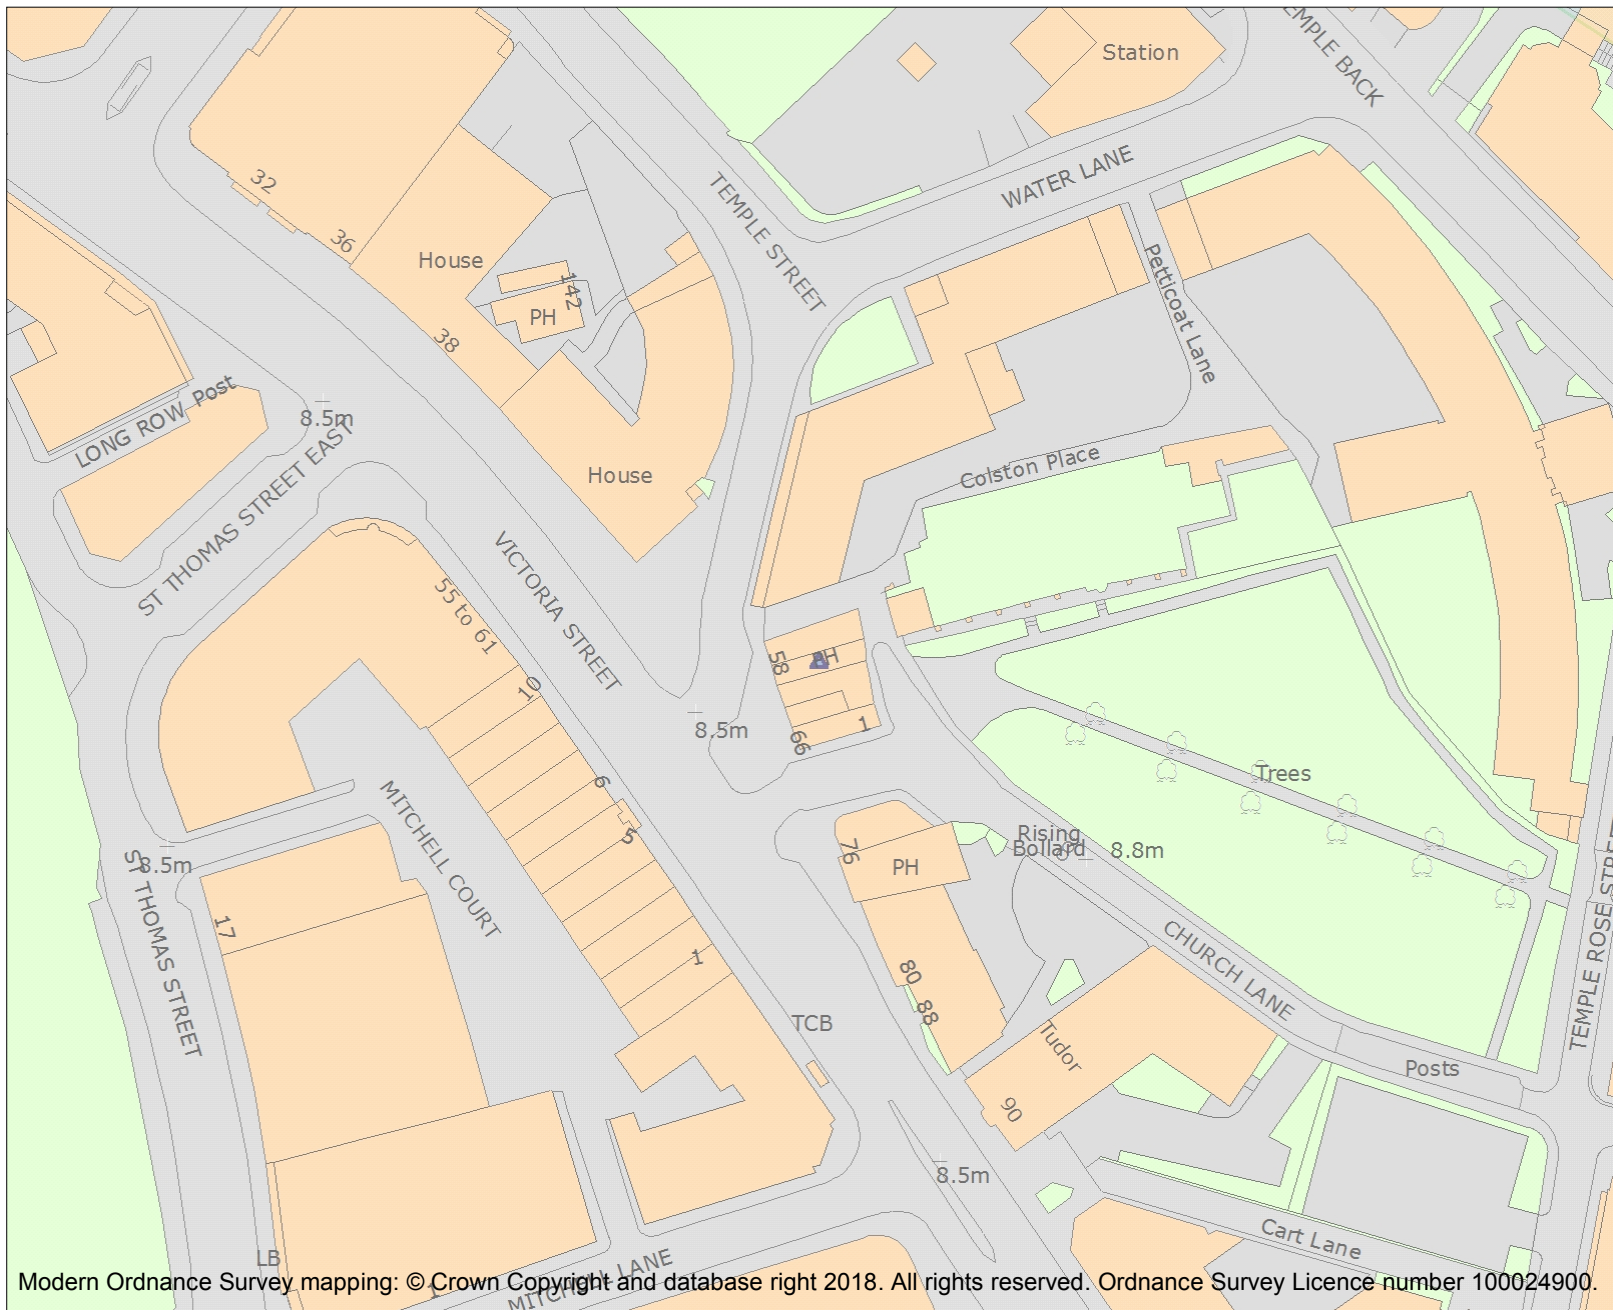 Station
TEMPLE BACK
WATER LANE
TEMPLE STREET
32
36
House
142
PH
38
Petticoat Lane
LONG ROW
Post
8.5m
ST THOMAS STREET EAST
House
Colston Place
VICTORIA STREET
55 to 61
58
PH
10
8.5m
66
1
Trees
6
5
MITCHELL COURT
76
PH
Rising
Bollard
8.8m
8.5m
ST THOMAS STREET
17
1
80
88
CHURCH LANE
TEMPLE ROSE STREE
TCB
Tudor
90
Posts
8.5m
Cart Lane
LB
1
MITCHELL LANE
Modern Ordnance Survey mapping: © Crown Copyright and database right 2018. All rights reserved. Ordnance Survey Licence number 100024900.